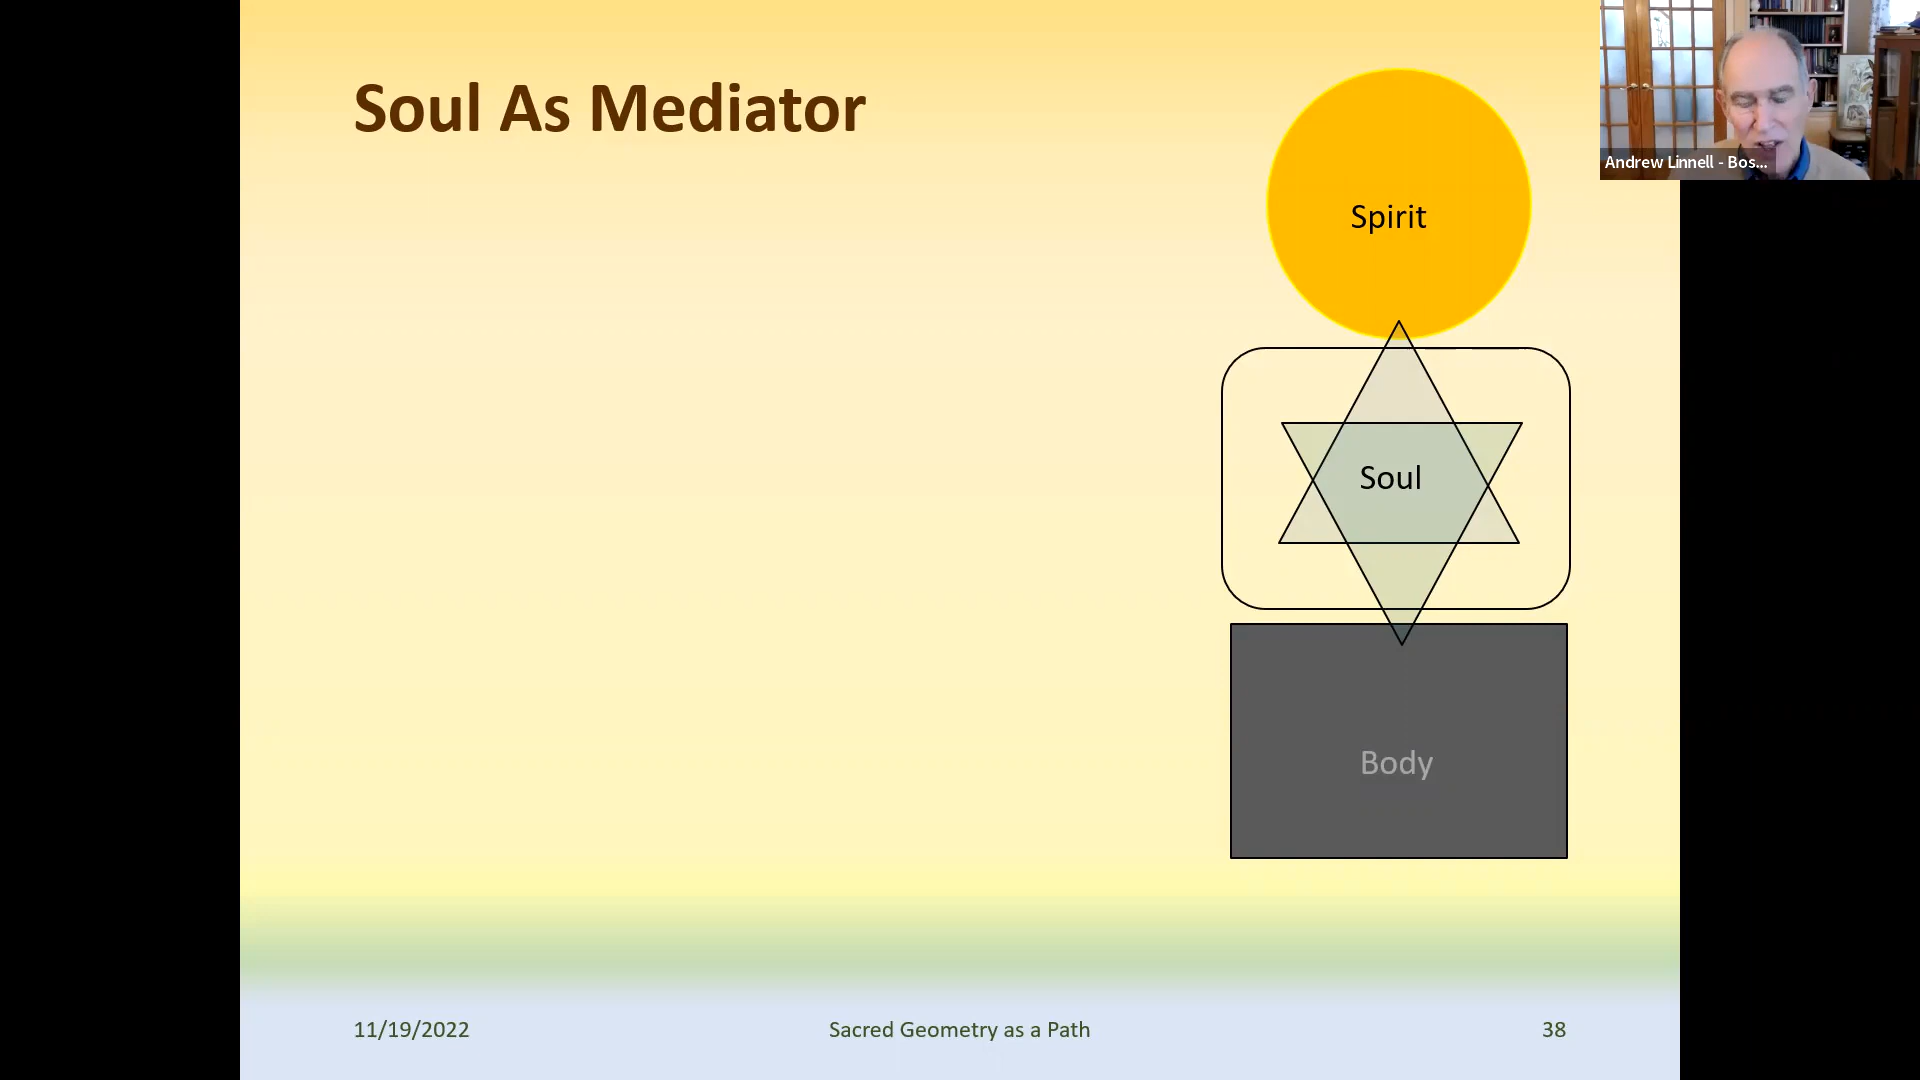 Soul As Mediator
Andrew Linnell - Bos...
Spirit
Soul
Body
11/19/2022
Sacred Geometry as a Path
38